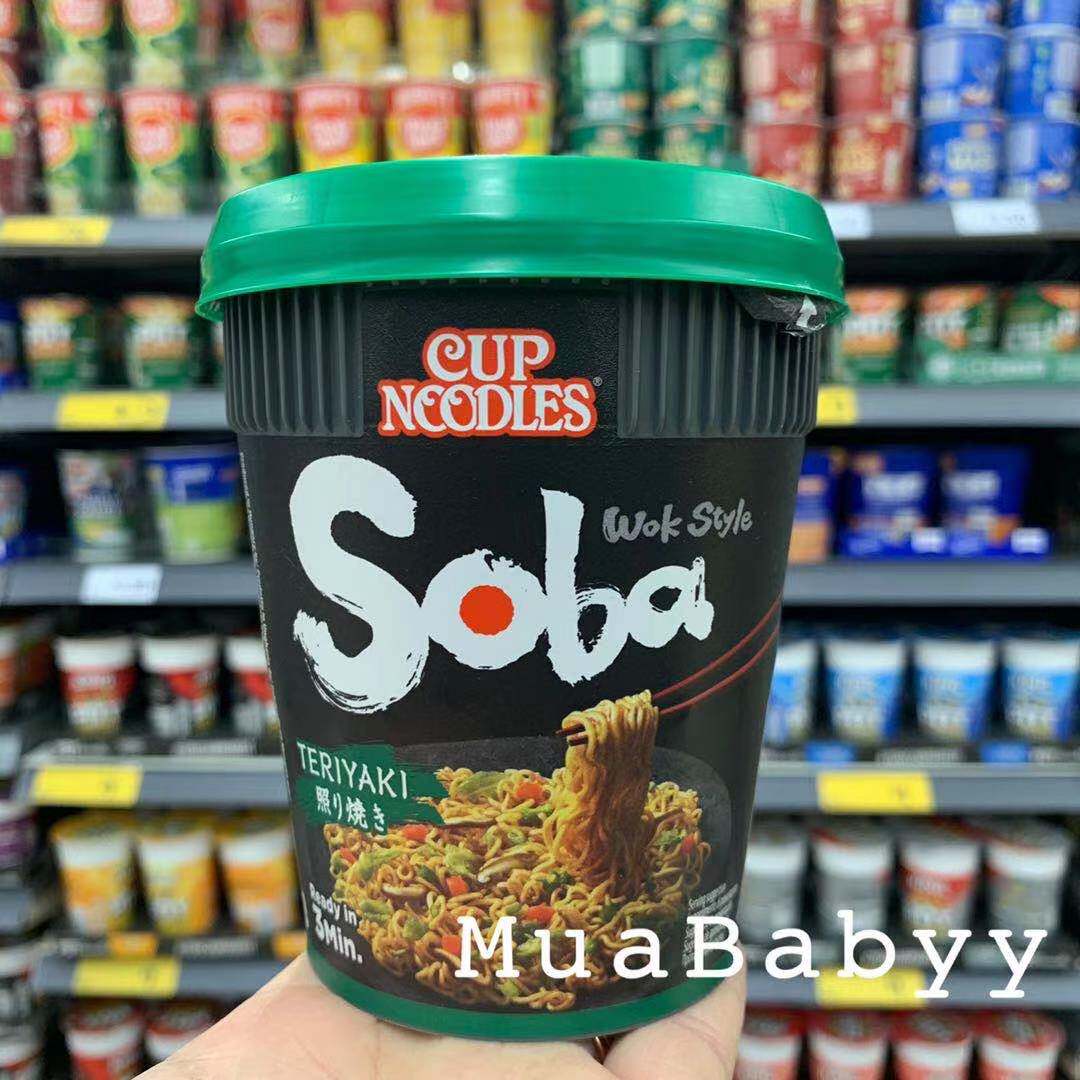 CUP
NOODLES®
Soba
Wok Style
TERIYAKI
照り焼き
Ready in
3Min.
MuaBabyy